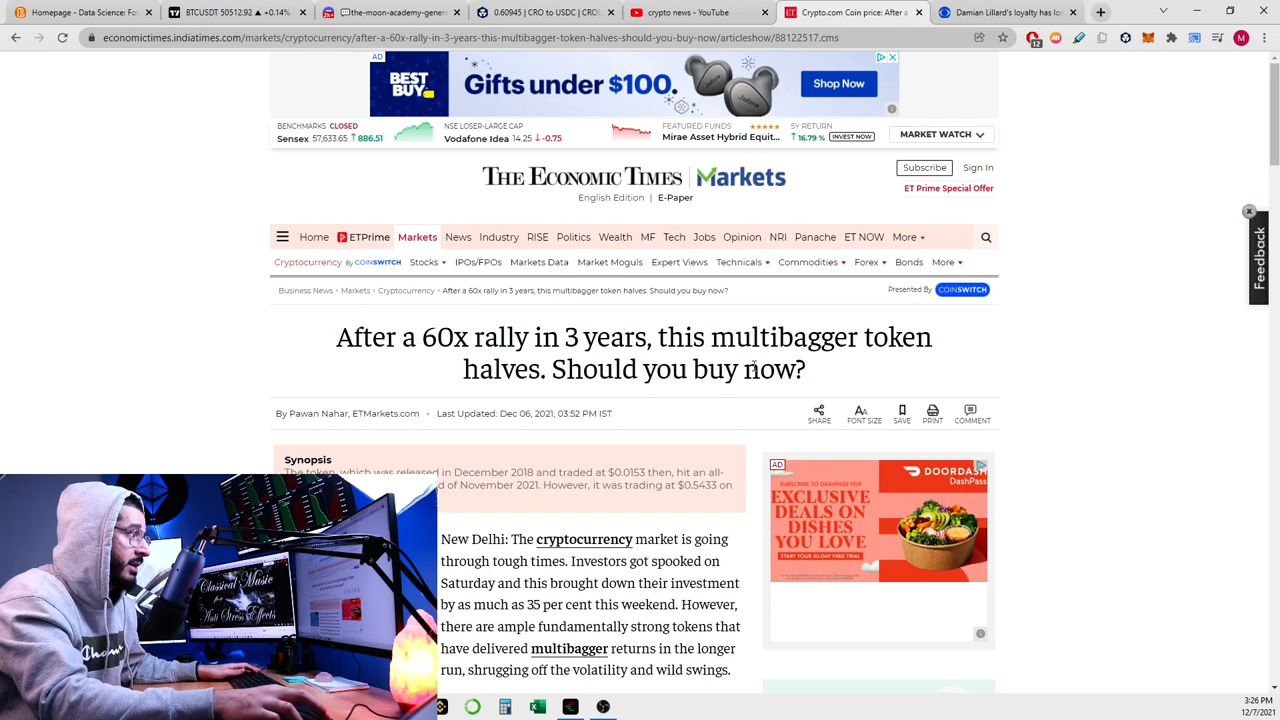 Homepage - Data Science Fo
BTCUSDT 50512.92 ▲ +0.14%
0.60945 | CRO to USDC | CRO
cro news - YouTube
Crypto.com Coin: After a
Damian Lillard's loyalty has lo
economictimes.indiatimes.com/markets/cryptocurrency/after-a-60x-rally-in-3-years-this-multibagger-token-halves-should-you-buy-now/articleshow/88122517.cms
12
M
AD
BEST BUY
Gifts under $100.
Jabra
Shop Now
BENCHMARKS CLOSED
Sensex 57,633.65 ↑ 886.51
NSE LOSER-LARGE CAP
Vodafone Idea 14.25 ↓ -0.75
FEATURED FUNDS ★★★★★
Mirae Asset Hybrid Equit...
5Y RETURN
↑ 16.79 % INVEST NOW
MARKET WATCH
THE ECONOMIC TIMES | Markets
English Edition | E-Paper
Subscribe Sign In
ET Prime Special Offer
Feedback
Home ETPrime Markets News Industry RISE Politics Wealth MF Tech Jobs Opinion NRI Panache ET NOW More
Cryptocurrency By COINSWITCH Stocks IPOs/FPOs Markets Data Market Moguls Expert Views Technicals Commodities Forex Bonds More
Business News › Markets › Cryptocurrency › After a 60x rally in 3 years, this multibagger token halves. Should you buy now?
Presented By COINSWITCH
After a 60x rally in 3 years, this multibagger token
halves. Should you buy now?
By Pawan Nahar, ETMarkets.com • Last Updated: Dec 06, 2021, 03:52 PM IST
SHARE FONT SIZE SAVE PRINT COMMENT
Synopsis
The token, which was released in December 2018 and traded at $0.0153 then, hit an all-
d of November 2021. However, it was trading at $0.5433 on
New Delhi: The cryptocurrency market is going
through tough times. Investors got spooked on
Saturday and this brought down their investment
by as much as 35 per cent this weekend. However,
there are ample fundamentally strong tokens that
have delivered multibagger returns in the longer
run, shrugging off the volatility and wild swings.
AD
DOORDASH
DashPass
SUBSCRIBE TO DASHPASS FOR
EXCLUSIVE
DEALS ON
DISHES
YOU LOVE
START YOUR 30-DAY FREE TRIAL
Classical Music
for
Anti Stress Effects
Cham
3:26 PM
12/7/2021